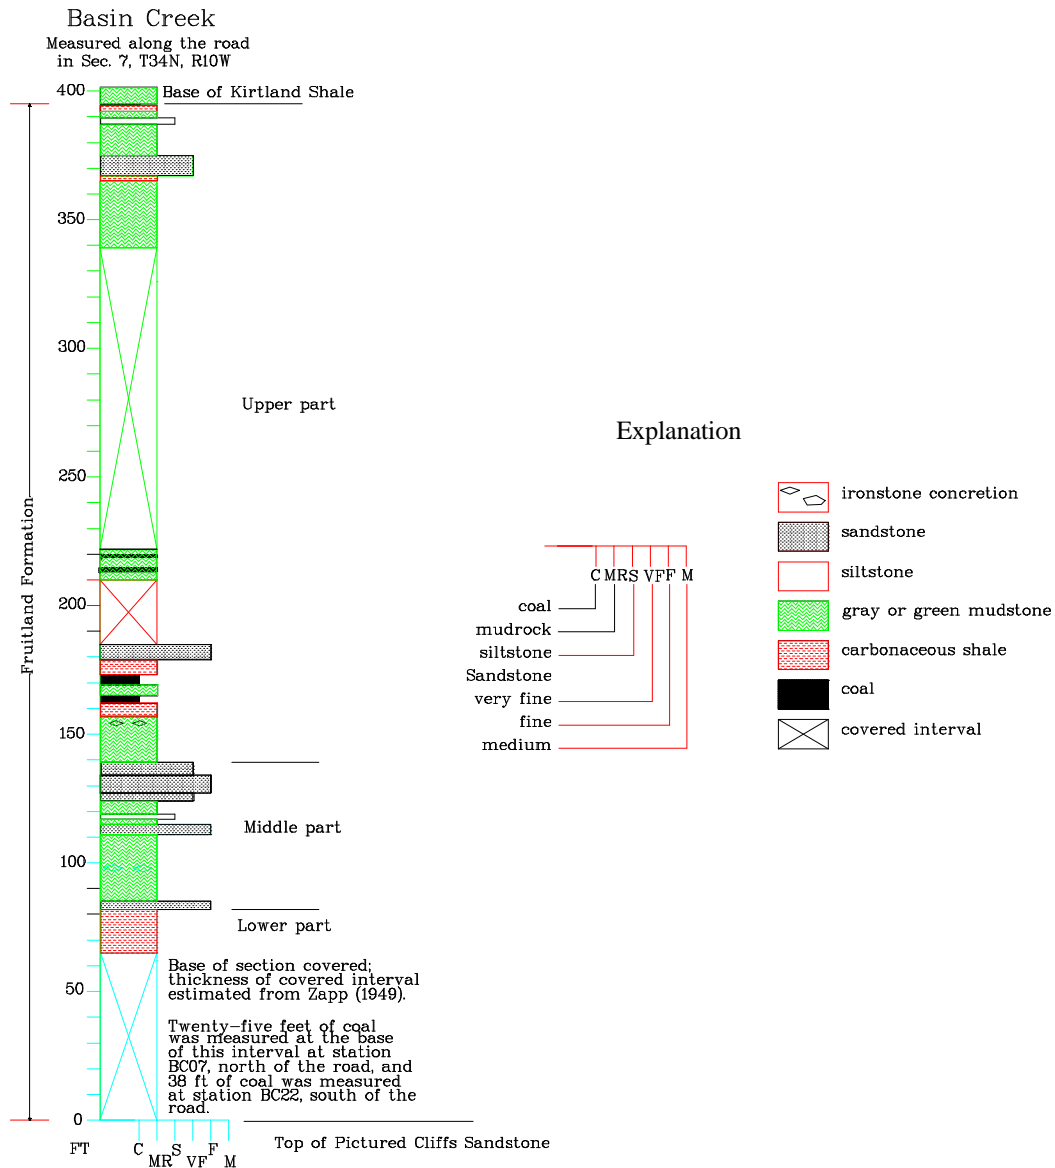 Basin Creek
Measured along the road
in Sec. 7, T34N, R10W
400
Base of Kirtland Shale
350
300
Upper part
250
200
150
Middle part
100
Lower part
Base of section covered;
thickness of covered interval
estimated from Zapp (1949).
50
Twenty-five feet of coal
was measured at the base
of this interval at station
BC07, north of the road, and
38 ft of coal was measured
at station BC22, south of the
road.
0
Top of Pictured Cliffs Sandstone
FT C MR S VF F M
Fruitland Formation
Explanation
C MR S VF F M
coal
mudrock
siltstone
Sandstone
very fine
fine
medium
ironstone concretion
sandstone
siltstone
gray or green mudstone
carbonaceous shale
coal
covered interval